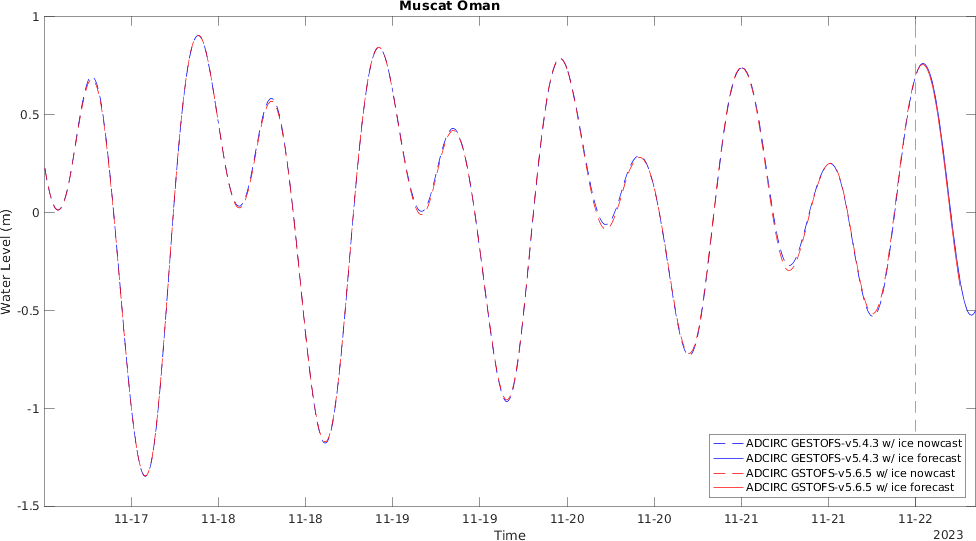 Muscat Oman
Water Level (m)
1
0.5
0
-0.5
-1
-1.5
ADCIRC GESTOFS-v5.4.3 w/ ice nowcast
ADCIRC GESTOFS-v5.4.3 w/ ice forecast
ADCIRC GSTOFS-v5.6.5 w/ ice nowcast
ADCIRC GSTOFS-v5.6.5 w/ ice forecast
11-17 11-18 11-18 11-19 11-19 11-20 11-20 11-21 11-21 11-22
Time
2023